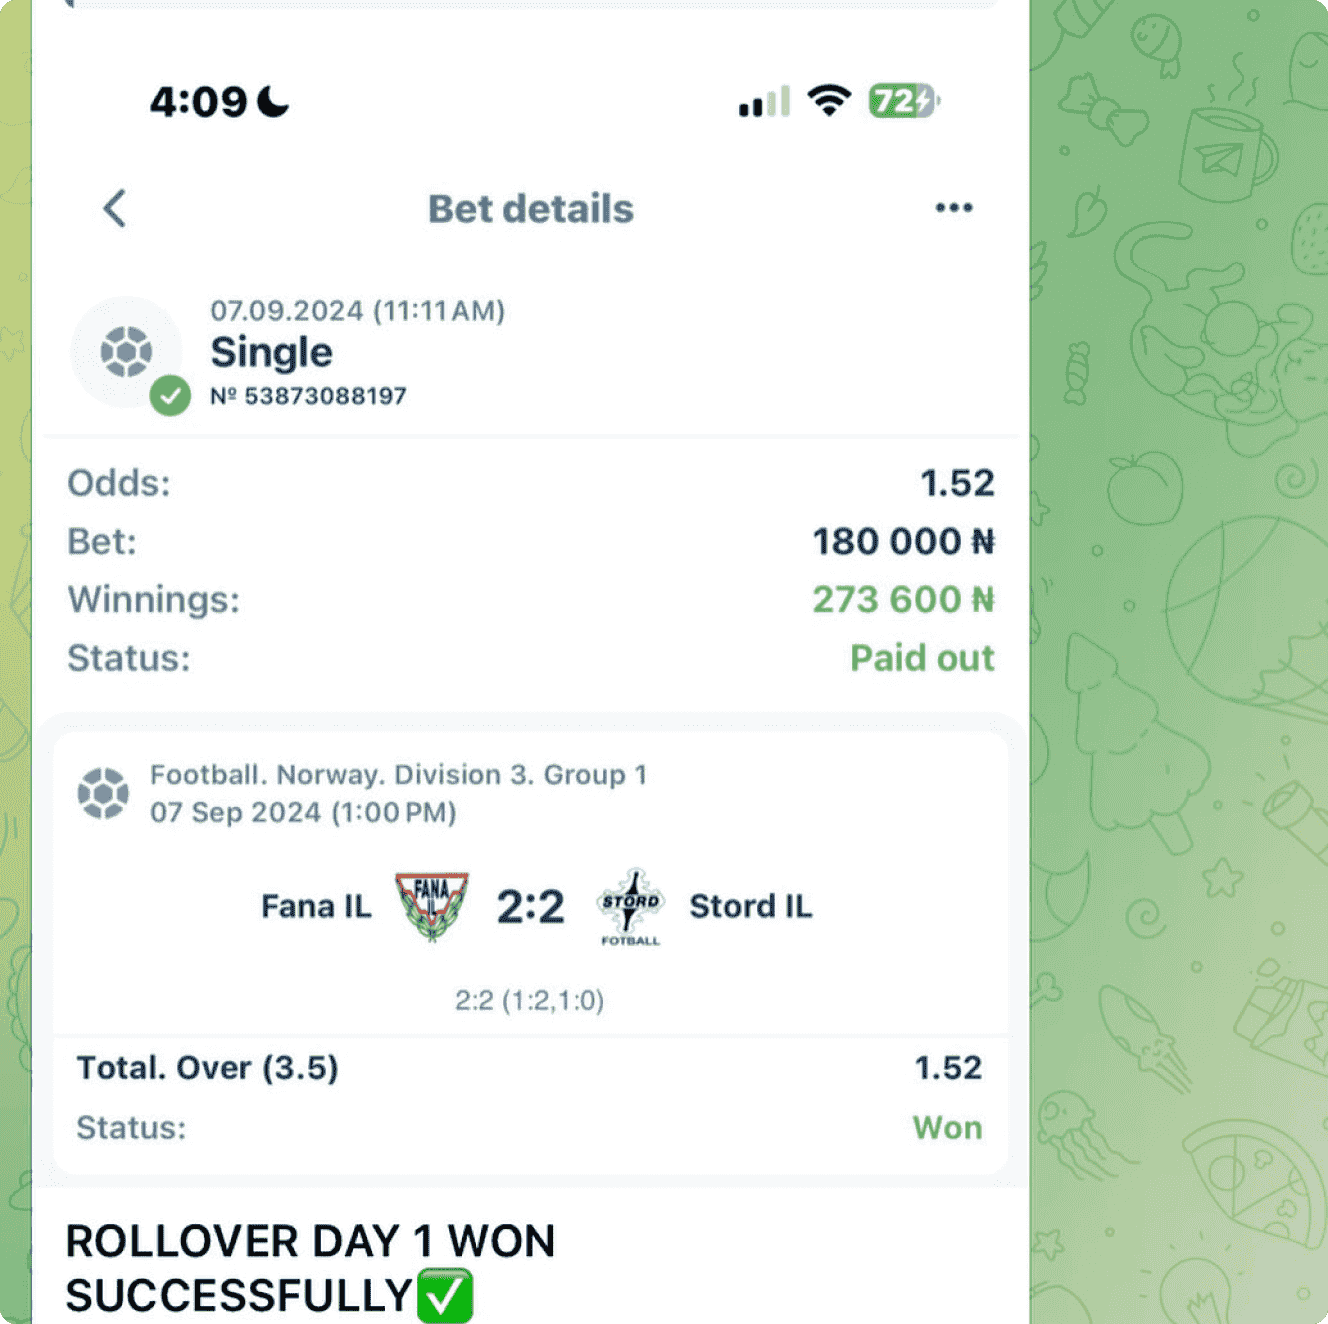 4:09
72
Bet details
07.09.2024 (11:11 AM)
Single
Nº 53873088197
Odds: 1.52
Bet: 180 000 ₦
Winnings: 273 600 ₦
Status: Paid out
Football. Norway. Division 3. Group 1
07 Sep 2024 (1:00 PM)
Fana IL FANA IL 2:2 STORD FOTBALL Stord IL
2:2 (1:2,1:0)
Total. Over (3.5) 1.52
Status: Won
ROLLOVER DAY 1 WON
SUCCESSFULLY✅